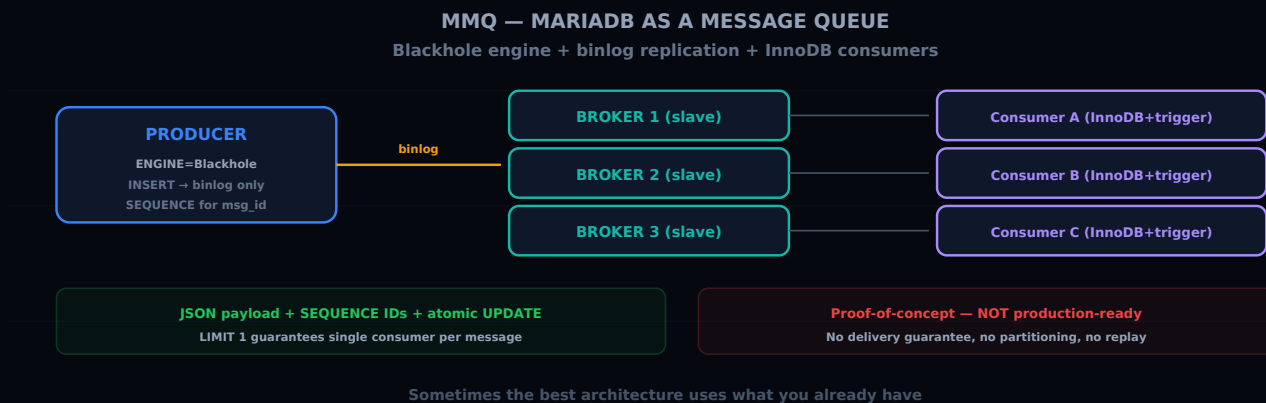 MMQ — MARIADB AS A MESSAGE QUEUE
Blackhole engine + binlog replication + InnoDB consumers
PRODUCER
ENGINE=Blackhole
INSERT → binlog only
SEQUENCE for msg_id
binlog
BROKER 1 (slave)
BROKER 2 (slave)
BROKER 3 (slave)
Consumer A (InnoDB+trigger)
Consumer B (InnoDB+trigger)
Consumer C (InnoDB+trigger)
JSON payload + SEQUENCE IDs + atomic UPDATE
LIMIT 1 guarantees single consumer per message
Proof-of-concept — NOT production-ready
No delivery guarantee, no partitioning, no replay
Sometimes the best architecture uses what you already have